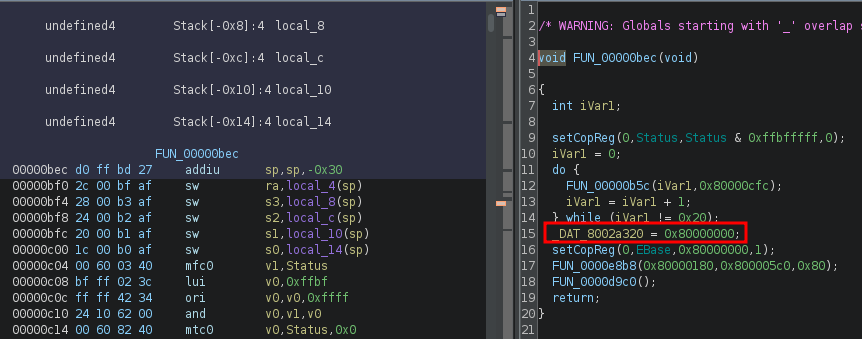 undefined4 Stack[-0x8]:4 local_8
undefined4 Stack[-0xc]:4 local_c
undefined4 Stack[-0x10]:4 local_10
undefined4 Stack[-0x14]:4 local_14
FUN_00000bec
00000bec d0 ff bd 27 addiu sp,sp,-0x30
00000bf0 2c 00 bf af sw ra,local_4(sp)
00000bf4 28 00 b3 af sw s3,local_8(sp)
00000bf8 24 00 b2 af sw s2,local_c(sp)
00000bfc 20 00 b1 af sw s1,local_10(sp)
00000c00 1c 00 b0 af sw s0,local_14(sp)
00000c04 00 60 03 40 mfc0 v1,Status
00000c08 bf ff 02 3c lui v0,0xffbf
00000c0c ff ff 42 34 ori v0,v0,0xffff
00000c10 24 10 62 00 and v0,v1,v0
00000c14 00 60 82 40 mtc0 v0,Status,0x0
1
2 /* WARNING: Globals starting with '_' overlap s
3
4 void FUN_00000bec(void)
5
6 {
7 int iVar1;
8
9 setCopReg(0,Status,Status & 0xffbfffff,0);
10 iVar1 = 0;
11 do {
12 FUN_00000b5c(iVar1,0x80000cfc);
13 iVar1 = iVar1 + 1;
14 } while (iVar1 != 0x20);
15 _DAT_8002a320 = 0x80000000;
16 setCopReg(0,EBase,0x80000000,1);
17 FUN_0000e8b8(0x80000180,0x800005c0,0x80);
18 FUN_0000d9c0();
19 return;
20 }
21